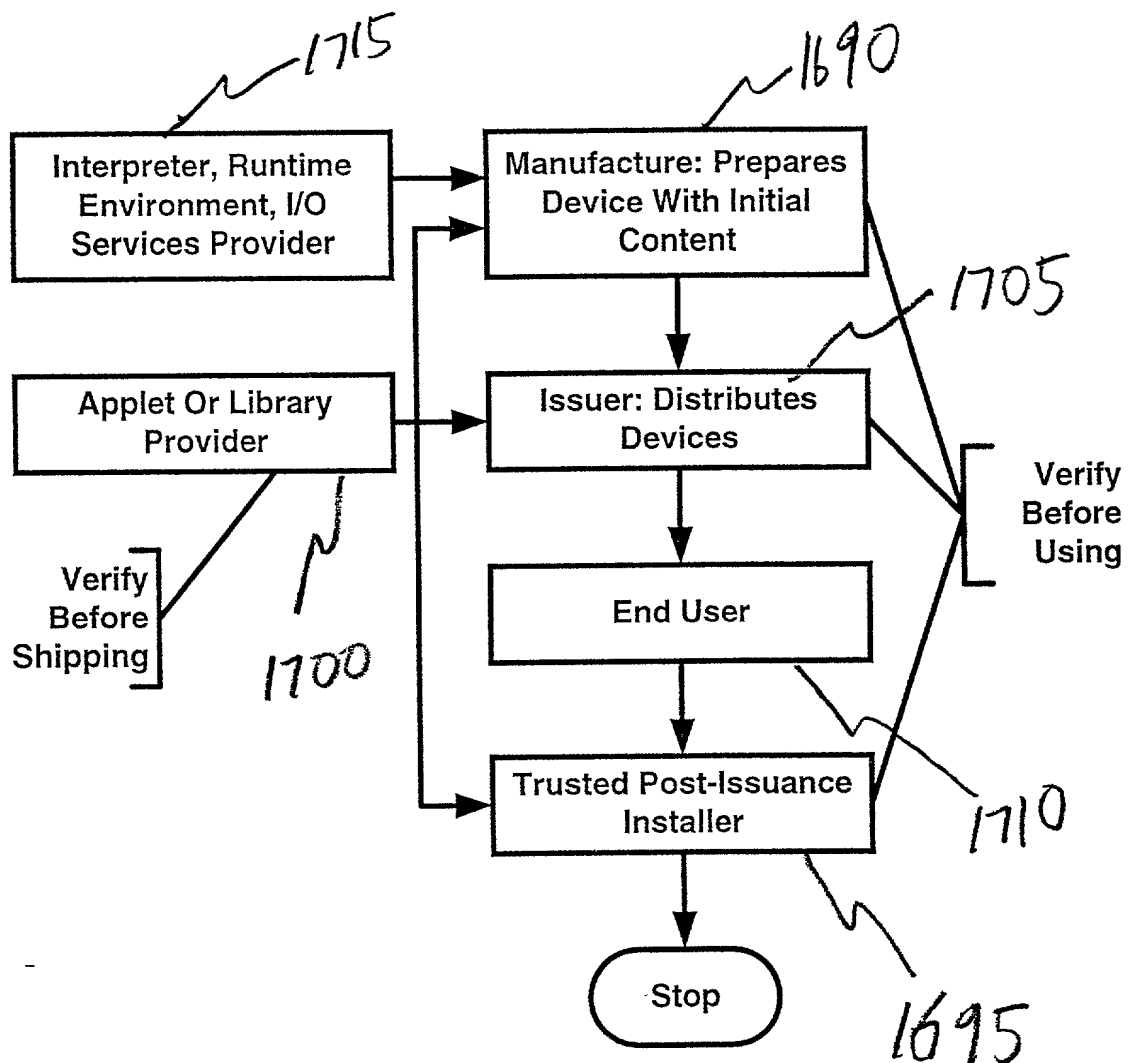 1715
1690
Interpreter, Runtime
Environment, I/O
Services Provider
Manufacture: Prepares
Device With Initial
Content
1705
Applet Or Library
Provider
Issuer: Distributes
Devices
Verify
Before
Using
Verify
Before
Shipping
1700
End User
Trusted Post-Issuance
Installer
1710
Stop
1695